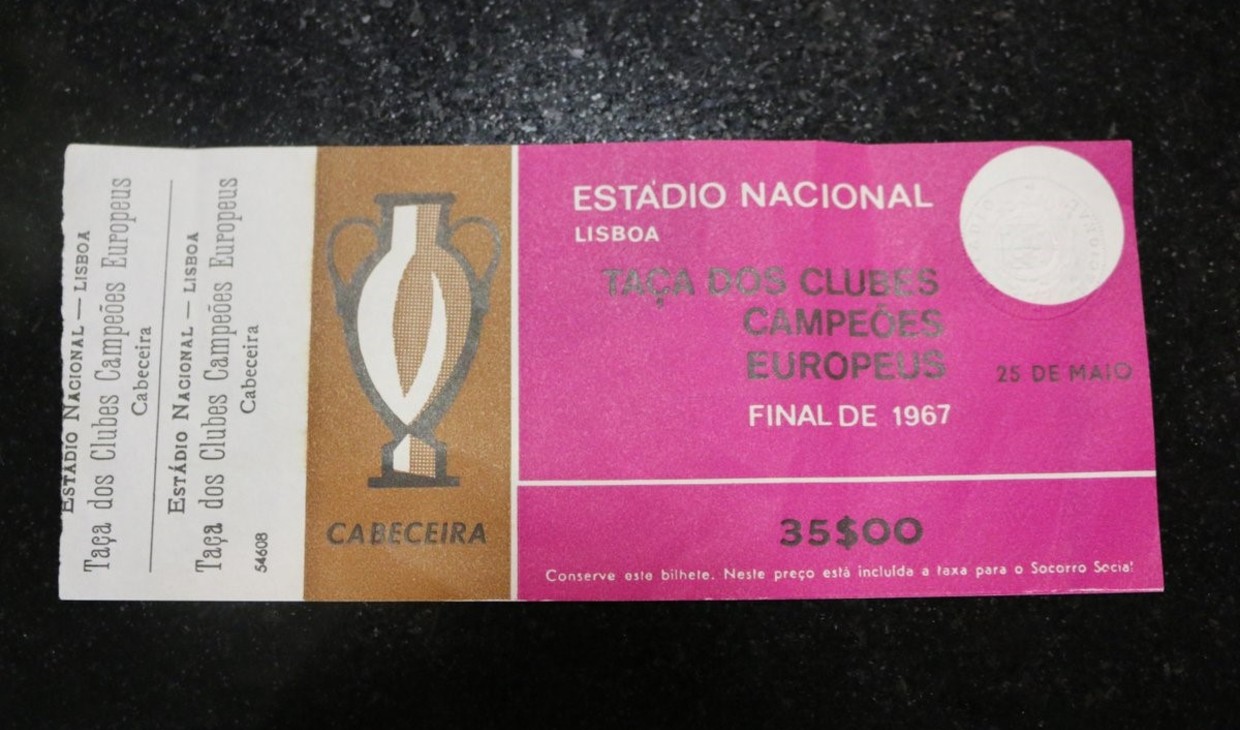 ESTÁDIO NACIONAL — LISBOA
Taça dos Clubes Campeões Europeus
Cabeceira
ESTÁDIO NACIONAL — LISBOA
Taça dos Clubes Campeões Europeus
Cabeceira
54608
CABECEIRA
ESTÁDIO NACIONAL
LISBOA
TAÇA DOS CLUBES
CAMPEÕES
EUROPEUS
25 DE MAIO
FINAL DE 1967
35$00
Conserve este bilhete. Neste preço está incluída a taxa para o Socorro Social